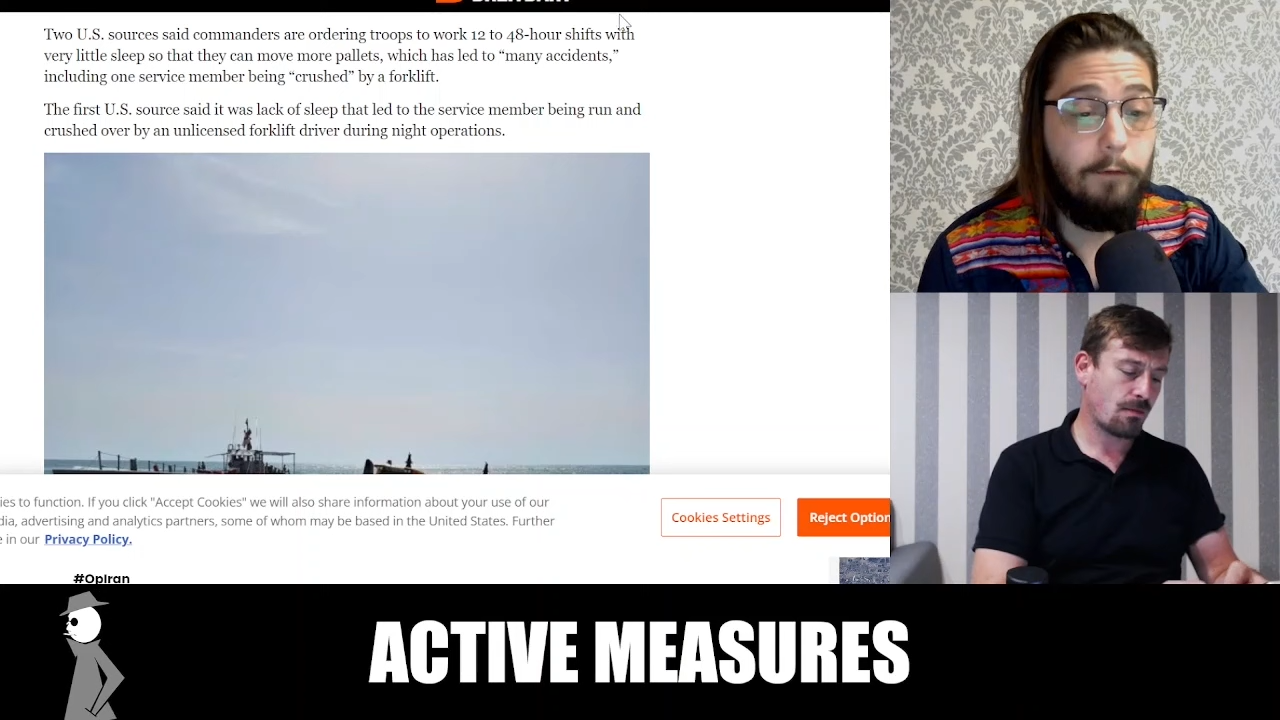 Two U.S. sources said commanders are ordering troops to work 12 to 48-hour shifts with
very little sleep so that they can move more pallets, which has led to “many accidents,”
including one service member being “crushed” by a forklift.
The first U.S. source said it was lack of sleep that led to the service member being run and
crushed over by an unlicensed forklift driver during night operations.
ies to function. If you click "Accept Cookies" we will also share information about your use of our
dia, advertising and analytics partners, some of whom may be based in the United States. Further
e in our Privacy Policy.
Cookies Settings
Reject Option
#OpIran
ACTIVE MEASURES